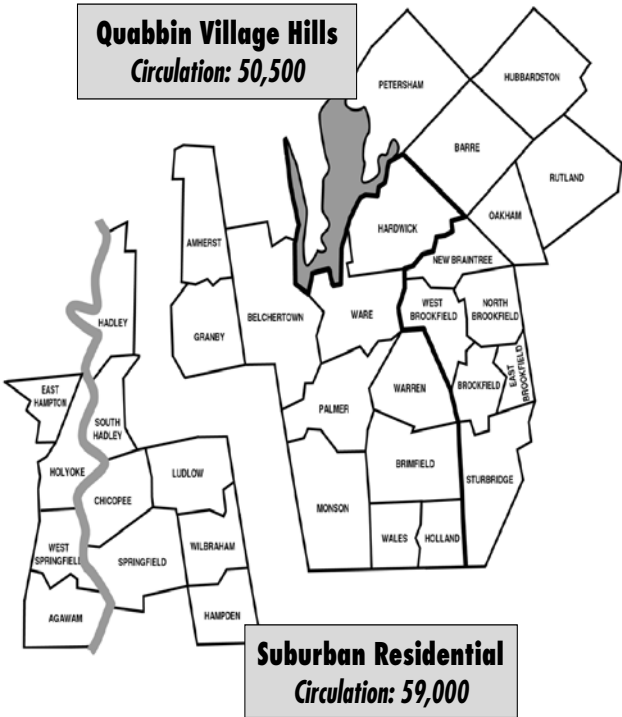 Quabbin Village Hills
Circulation: 50,500
PETERSHAM
HUBBARDSTON
BARRE
RUTLAND
OAKHAM
HARDWICK
NEW BRAINTREE
AMHERST
HADLEY
GRANBY
BELCHERTOWN
WARE
WEST
BROOKFIELD
NORTH
BROOKFIELD
EAST
HAMPTON
SOUTH
HADLEY
PALMER
WARREN
BROOKFIELD
EAST
BROOKFIELD
HOLYOKE
CHICOPEE
LUDLOW
MONSON
BRIMFIELD
STURBRIDGE
WEST
SPRINGFIELD
SPRINGFIELD
WILBRAHAM
WALES
HOLLAND
AGAWAM
HAMPDEN
Suburban Residential
Circulation: 59,000